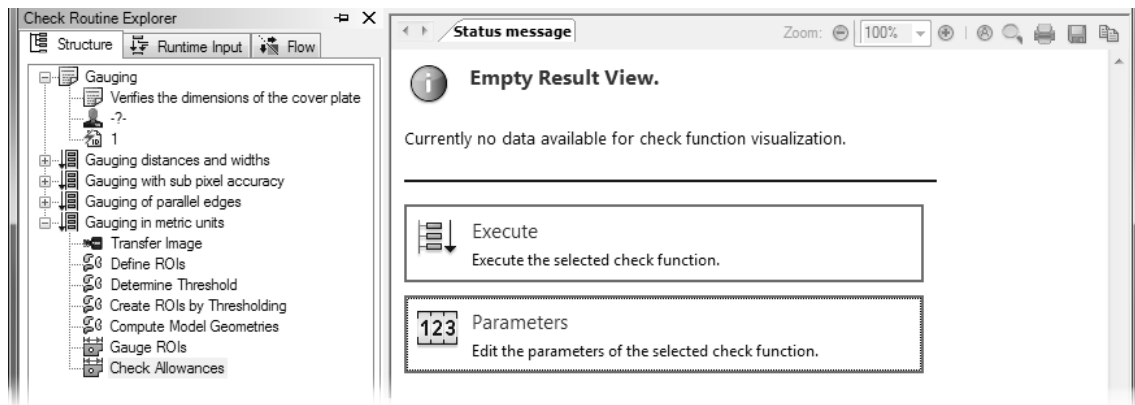 Check Routine Explorer
Structure
Runtime Input
Flow
Gauging
Verifies the dimensions of the cover plate
-?-
1
Gauging distances and widths
Gauging with sub pixel accuracy
Gauging of parallel edges
Gauging in metric units
Transfer Image
Define ROIs
Determine Threshold
Create ROIs by Thresholding
Compute Model Geometries
Gauge ROIs
Check Allowances
Status message
Zoom: 100%
Empty Result View.
Currently no data available for check function visualization.
Execute
Execute the selected check function.
123
Parameters
Edit the parameters of the selected check function.